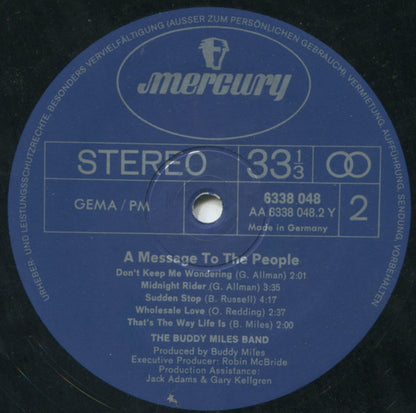 URHEBER- UND LEISTUNGSSCHUTZRECHTE, BESONDERS VERVIELFÄLTIGUNG (AUSSER ZUM PERSÖNLICHEN GEBRAUCH), VERMIETUNG, AUFFÜHRUNG, SENDUNG, VORBEHALTEN
mercury
STEREO 33 1/3
GEMA / PM
6338 048
AA 6338 048.2 Y
Made in Germany
2
A Message To The People
Don't Keep Me Wondering (G. Allman) 2:01
Midnight Rider (G. Allman) 3:35
Sudden Stop (B. Russell) 4:17
Wholesale Love (O. Redding) 2:37
That's The Way Life Is (B. Miles) 2:00
THE BUDDY MILES BAND
Produced by Buddy Miles
Executive Producer: Robin McBride
Production Assistance:
Jack Adams & Gary Kellgren